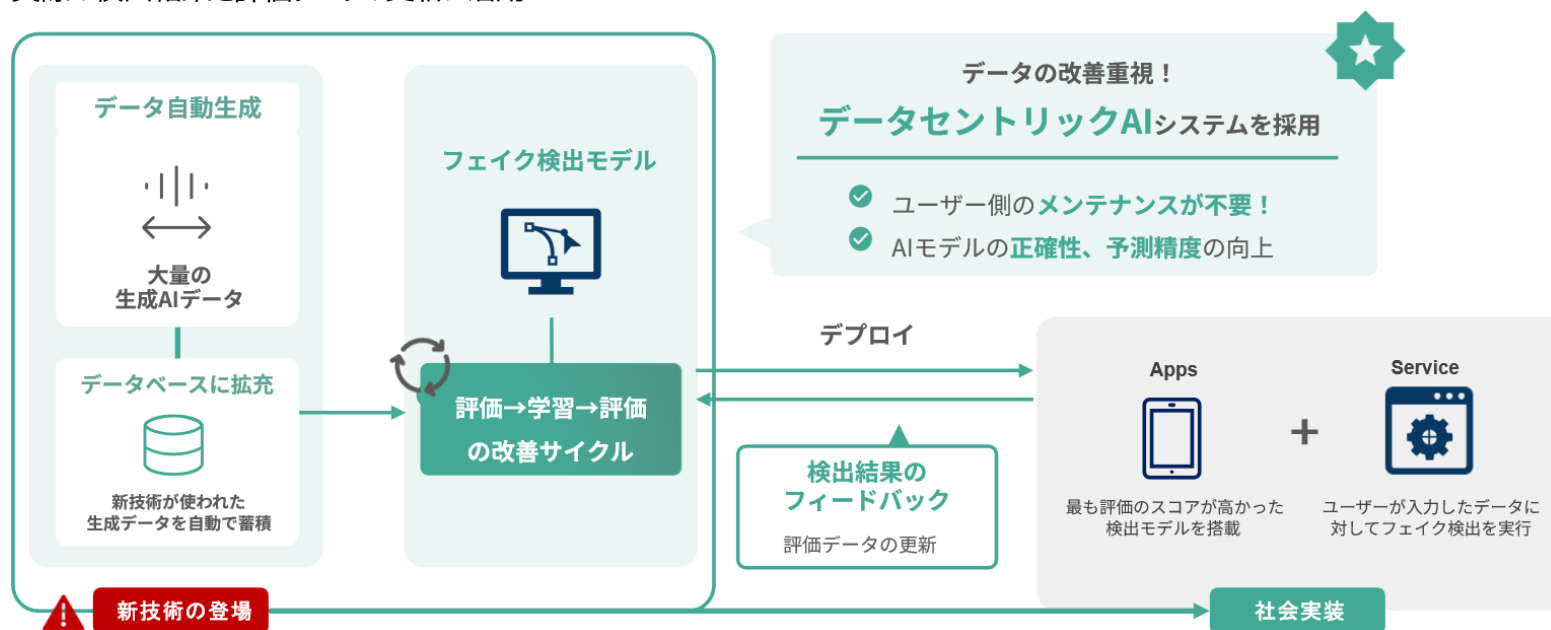 データ自動生成
大量の
生成AIデータ
データベースに拡充
新技術が使われた
生成データを自動で蓄積
フェイク検出モデル
評価→学習→評価
の改善サイクル
データの改善重視！
データセントリックAIシステムを採用
ユーザー側のメンテナンスが不要！
AIモデルの正確性、予測精度の向上
デプロイ
検出結果の
フィードバック
評価データの更新
Apps
最も評価のスコアが高かった
検出モデルを搭載
+
Service
ユーザーが入力したデータに
対してフェイク検出を実行
新技術の登場
社会実装